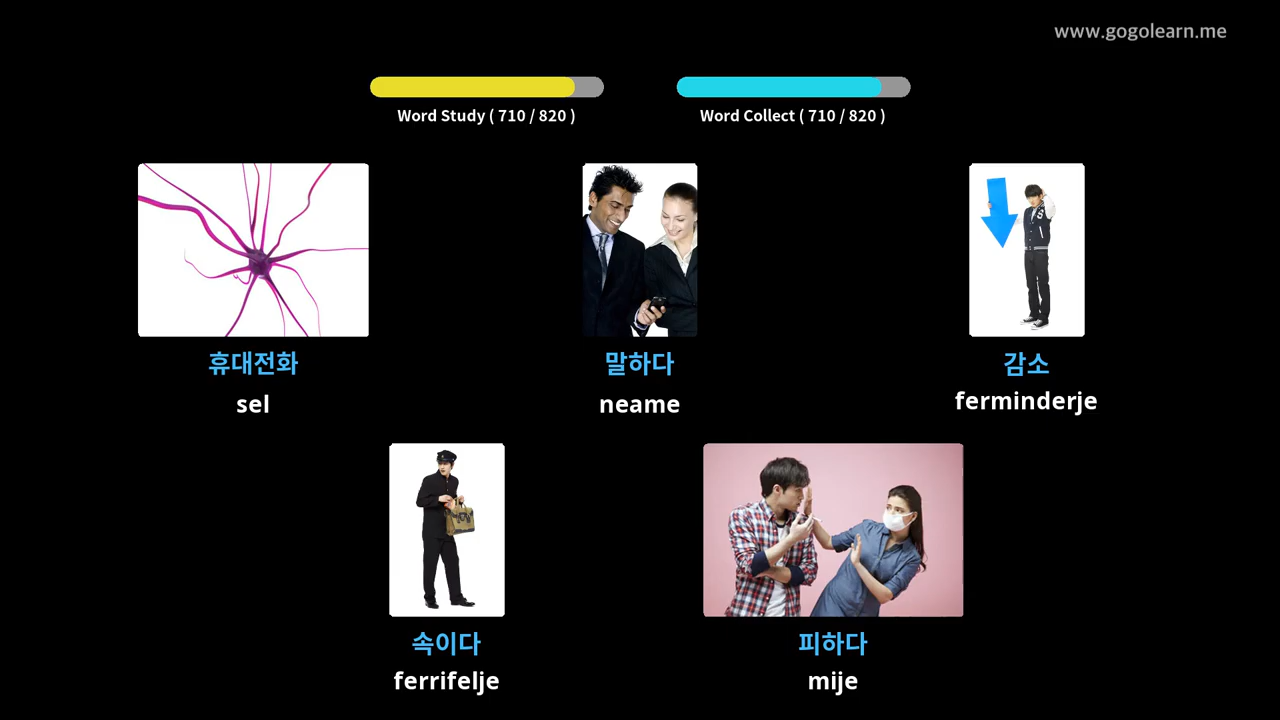 www.gogolearn.me
Word Study ( 710 / 820 )
Word Collect ( 710 / 820 )
휴대전화
sel
말하다
neame
감소
ferminderje
속이다
ferrifelje
피하다
mije